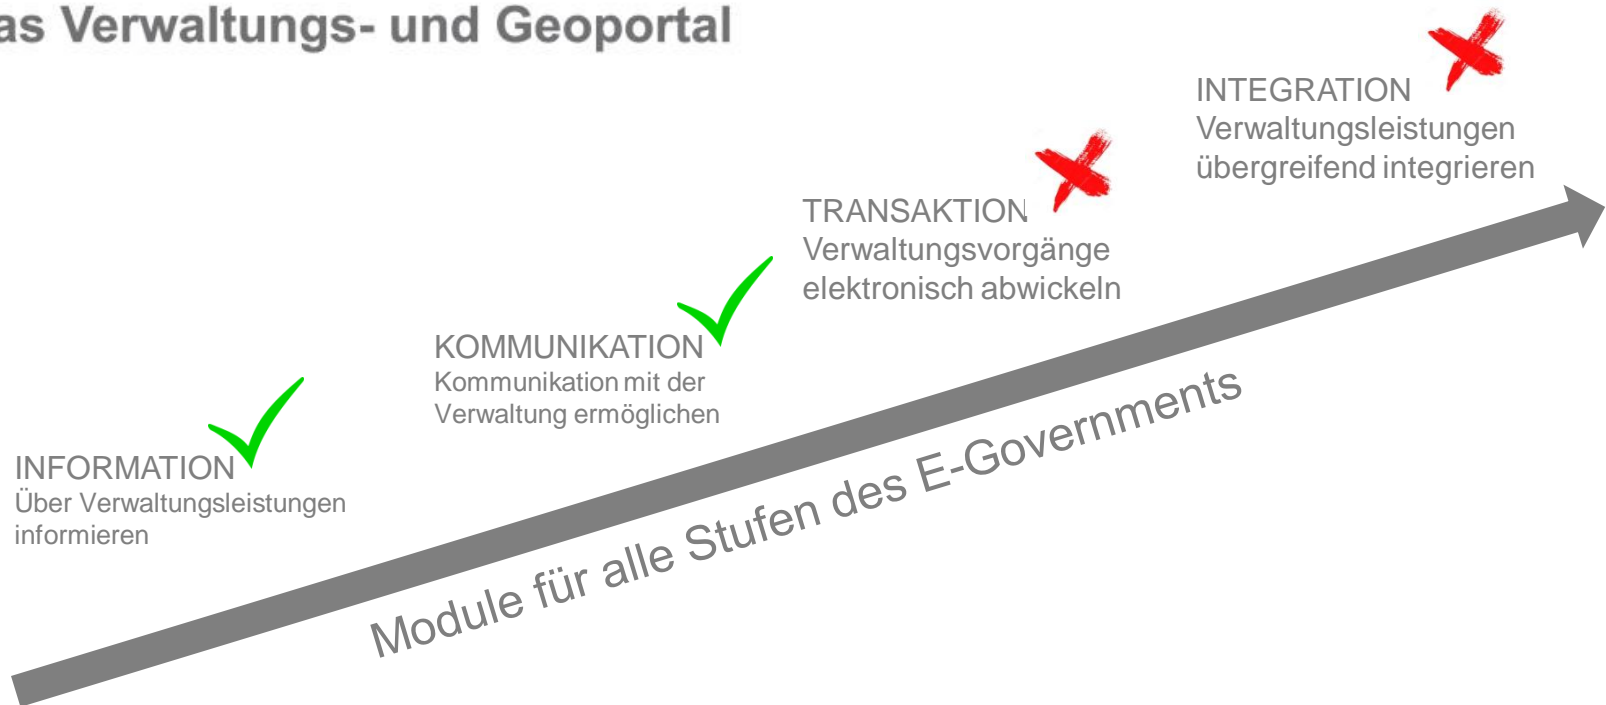 as Verwaltungs- und Geoportal
INTEGRATION
Verwaltungsleistungen
übergreifend integrieren
TRANSAKTION
Verwaltungsvorgänge
elektronisch abwickeln
KOMMUNIKATION
Kommunikation mit der
Verwaltung ermöglichen
INFORMATION
Über Verwaltungsleistungen
informieren
Module für alle Stufen des E-Governments